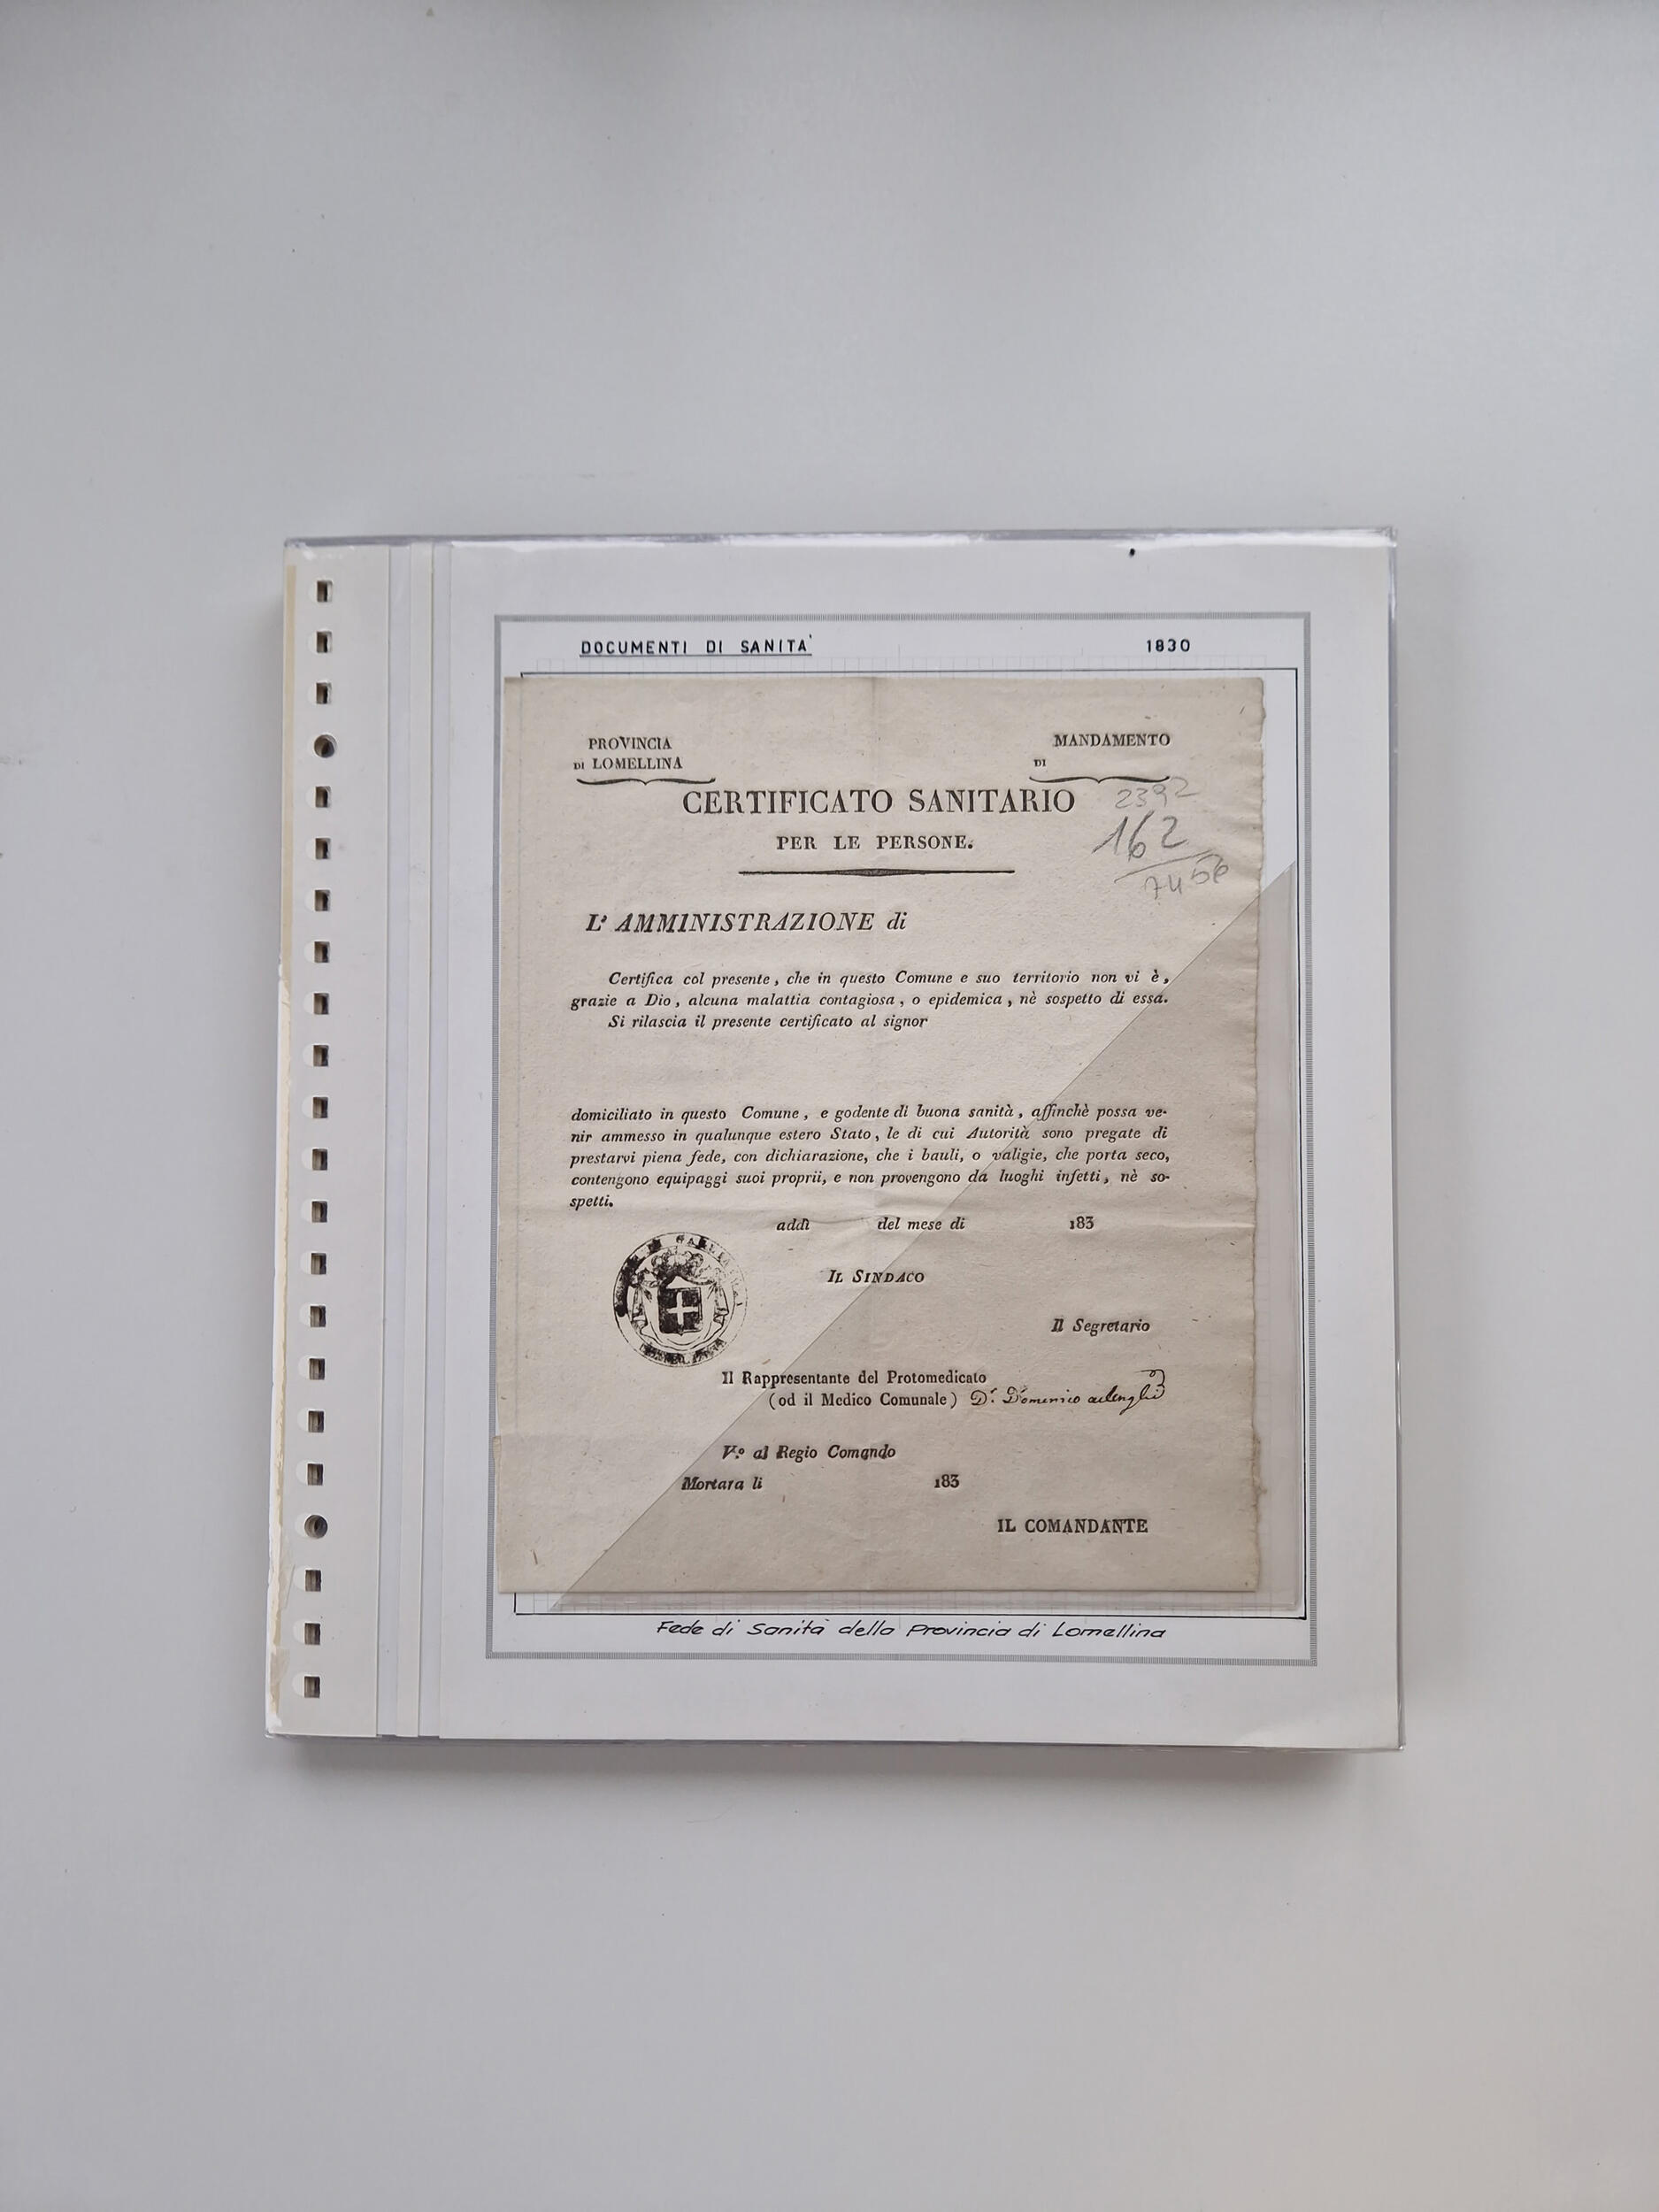 DOCUMENTI DI SANITA' 1830
PROVINCIA
DI LOMELLINA
MANDAMENTO
DI
CERTIFICATO SANITARIO
2392
PER LE PERSONE.
162
7456
L' AMMINISTRAZIONE di
Certifica col presente, che in questo Comune e suo territorio non vi è,
grazie a Dio, alcuna malattia contagiosa, o epidemica, nè sospetto di essa.
Si rilascia il presente certificato al signor
domiciliato in questo Comune, e godente di buona sanità, affinchè possa ve-
nir ammesso in qualunque estero Stato, le di cui Autorità sono pregate di
prestarvi piena fede, con dichiarazione, che i bauli, o valigie, che porta seco,
contengono equipaggi suoi proprii, e non provengono da luoghi infetti, nè so-
spetti.
addì del mese di 183
IL SINDACO
Il Segretario
Il Rappresentante del Protomedicato
(od il Medico Comunale) D.r Domenico
V.º al Regio Comando
Mortara li 183
IL COMANDANTE
Fede di Sanità della Provincia di Lomellina